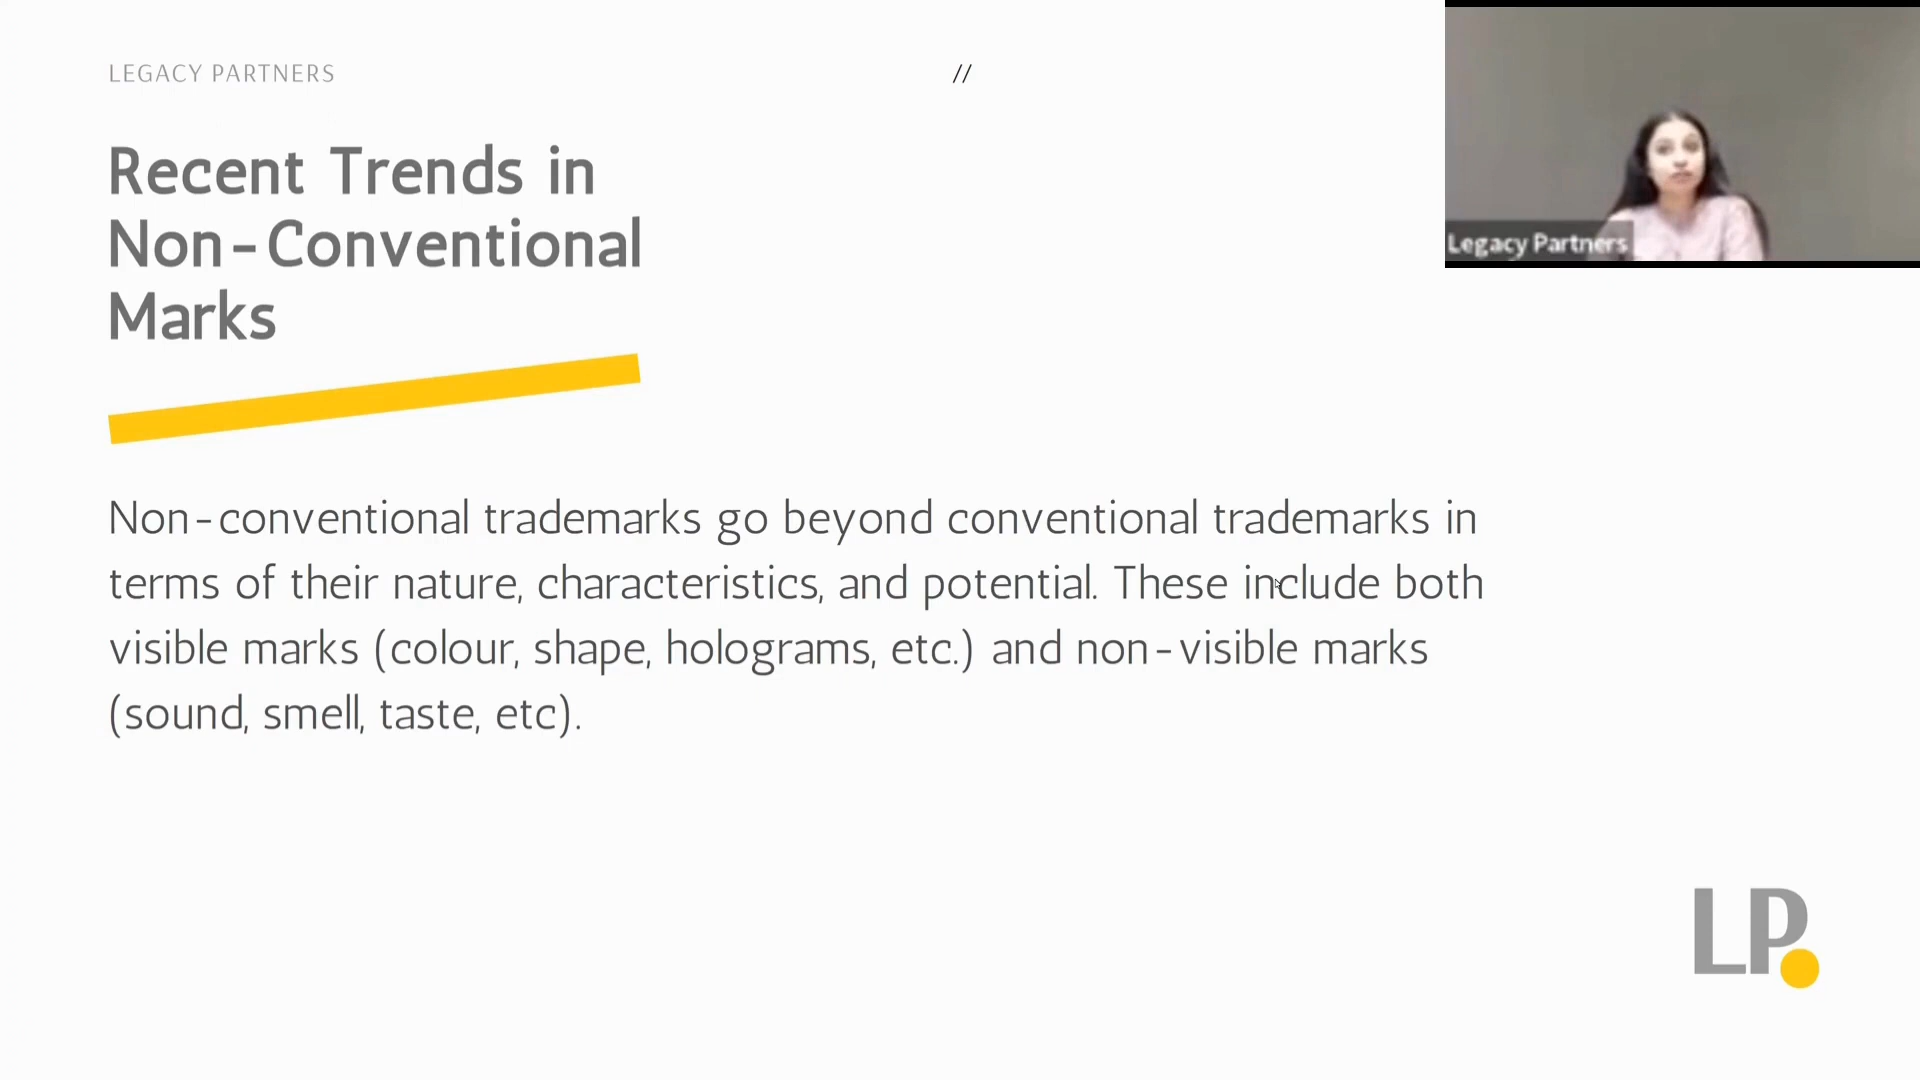 LEGACY PARTNERS
//
Recent Trends in
Non-Conventional
Marks
Legacy Partners
Non-conventional trademarks go beyond conventional trademarks in
terms of their nature, characteristics, and potential. These include both
visible marks (colour, shape, holograms, etc.) and non-visible marks
(sound, smell, taste, etc).
LP